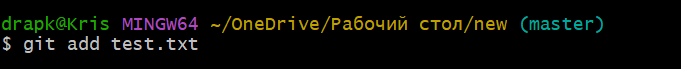 drapk@Kris MINGW64 ~/OneDrive/Рабочий стол/new (master)
$ git add test.txt